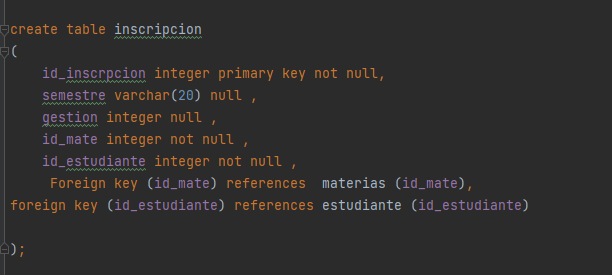 create table inscripcion
(
id_inscrpcion integer primary key not null,
semestre varchar(20) null ,
gestion integer null ,
id_mate integer not null ,
id_estudiante integer not null ,
Foreign key (id_mate) references  materias (id_mate),
foreign key (id_estudiante) references estudiante (id_estudiante)
);